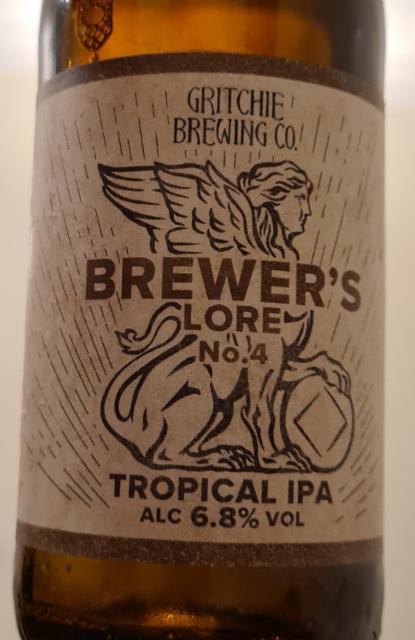 GRITCHIE
BREWING CO.
BREWER'S
LORE
No.4
TROPICAL IPA
ALC 6.8% VOL